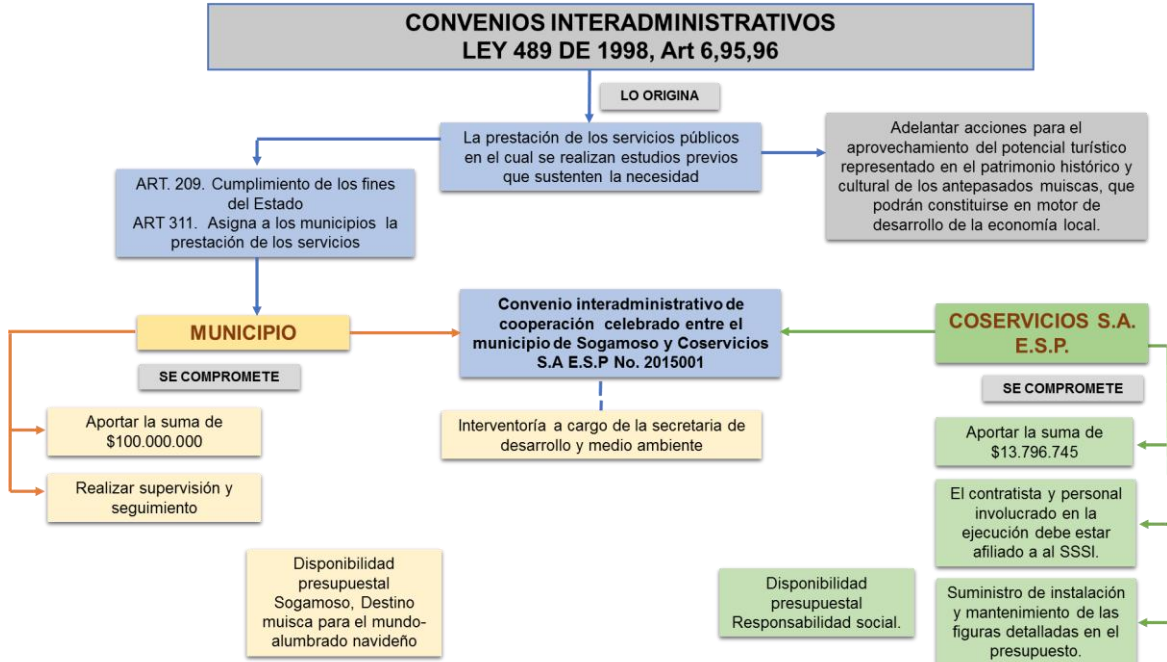 CONVENIOS INTERADMINISTRATIVOS
LEY 489 DE 1998, Art 6,95,96
LO ORIGINA
La prestación de los servicios públicos
en el cual se realizan estudios previos
que sustenten la necesidad
Adelantar acciones para el
aprovechamiento del potencial turístico
representado en el patrimonio histórico y
cultural de los antepasados muiscas, que
podrán constituirse en motor de
desarrollo de la economía local.
ART. 209. Cumplimiento de los fines
del Estado
ART 311. Asigna a los municipios la
prestación de los servicios
MUNICIPIO
Convenio interadministrativo de
cooperación celebrado entre el
municipio de Sogamoso y Coservicios
S.A E.S.P No. 2015001
COSERVICIOS S.A.
E.S.P.
SE COMPROMETE
SE COMPROMETE
Aportar la suma de
$100.000.000
Interventoría a cargo de la secretaria de
desarrollo y medio ambiente
Aportar la suma de
$13.796.745
Realizar supervisión y
seguimiento
El contratista y personal
involucrado en la
ejecución debe estar
afiliado a al SSSI.
Disponibilidad
presupuestal
Sogamoso, Destino
muisca para el mundo-
alumbrado navideño
Disponibilidad
presupuestal
Responsabilidad social.
Suministro de instalación
y mantenimiento de las
figuras detalladas en el
presupuesto.